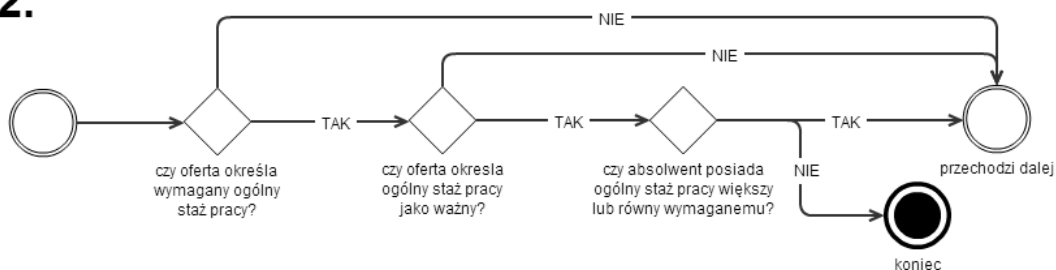 2.
NIE
NIE
TAK
TAK
TAK
czy oferta określa
wymagany ogólny
staż pracy?
czy oferta okresla
ogólny staż pracy
jako ważny?
czy absolwent posiada
ogólny staż pracy większy
lub równy wymaganemu?
NIE
przechodzi dalej
koniec